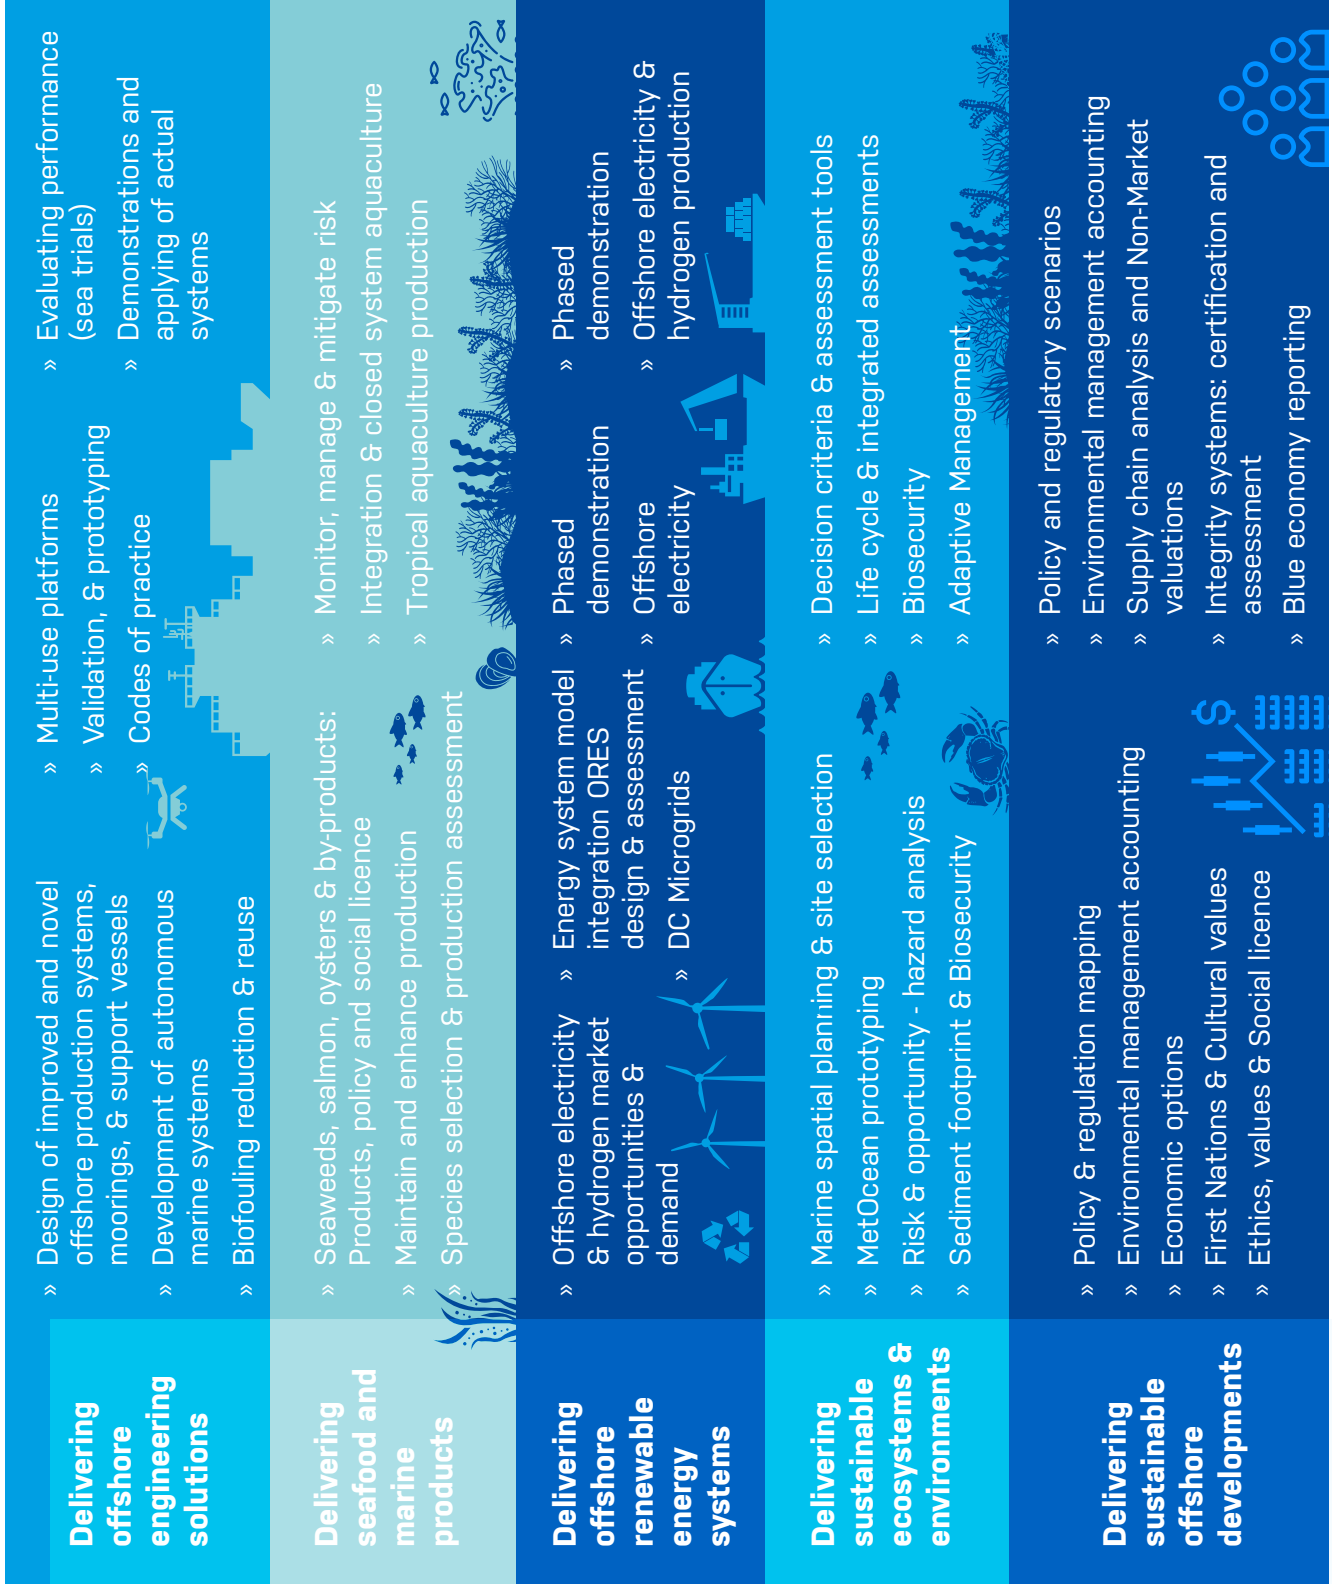 Delivering
offshore
engineering
solutions
» Design of improved and novel
offshore production systems,
moorings, & support vessels
» Development of autonomous
marine systems
» Biofouling reduction & reuse
» Multi-use platforms
» Validation, & prototyping
» Codes of practice
» Evaluating performance
(sea trials)
» Demonstrations and
applying of actual
systems
Delivering
seafood and
marine
products
» Seaweeds, salmon, oysters & by-products:
Products, policy and social licence
» Maintain and enhance production
» Species selection & production assessment
» Monitor, manage & mitigate risk
» Integration & closed system aquaculture
» Tropical aquaculture production
Delivering
offshore
renewable
energy
systems
» Offshore electricity
& hydrogen market
opportunities &
demand
» Energy system model
integration ORES
design & assessment
» DC Microgrids
» Phased
demonstration
» Offshore
electricity
» Phased
demonstration
» Offshore electricity &
hydrogen production
Delivering
sustainable
ecosystems &
environments
» Marine spatial planning & site selection
» MetOcean prototyping
» Risk & opportunity - hazard analysis
» Sediment footprint & Biosecurity
» Decision criteria & assessment tools
» Life cycle & integrated assessments
» Biosecurity
» Adaptive Management
Delivering
sustainable
offshore
developments
» Policy & regulation mapping
» Environmental management accounting
» Economic options
» First Nations & Cultural values
» Ethics, values & Social licence
$
» Policy and regulatory scenarios
» Environmental management accounting
» Supply chain analysis and Non-Market
valuations
» Integrity systems: certification and
assessment
» Blue economy reporting